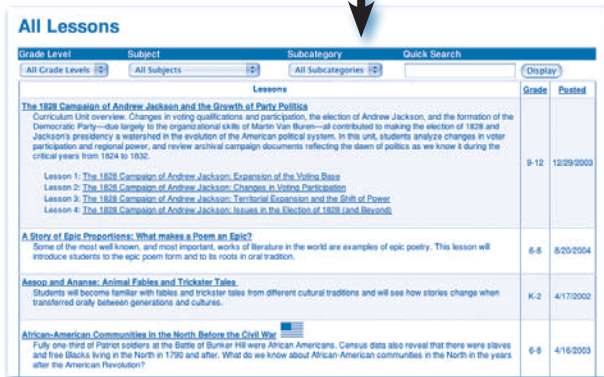 All Lessons
Grade Level Subject Subcategory Quick Search
All Grade Levels All Subjects All Subcategories Display
Lessons Grade Posted
The 1828 Campaign of Andrew Jackson and the Growth of Party Politics
Curriculum Unit overview. Changes in voting qualifications and participation, the election of Andrew Jackson, and the formation of the
Democratic Party—due largely to the organizational skills of Martin Van Buren—all contributed to making the election of 1828 and
Jackson's presidency a watershed in the evolution of the American political system. In this unit, students analyze changes in voter
participation and regional power, and review archival campaign documents reflecting the dawn of politics as we know it during the
critical years from 1824 to 1832.
9-12 12/29/2003
Lesson 1: The 1828 Campaign of Andrew Jackson: Expansion of the Voting Base
Lesson 2: The 1828 Campaign of Andrew Jackson: Changes in Voting Participation
Lesson 3: The 1828 Campaign of Andrew Jackson: Territorial Expansion and the Shift of Power
Lesson 4: The 1828 Campaign of Andrew Jackson: Issues in the Election of 1828 (and Beyond)
A Story of Epic Proportions: What makes a Poem an Epic?
Some of the most well known, and most important, works of literature in the world are examples of epic poetry. This lesson will
introduce students to the epic poem form and to its roots in oral tradition.
6-8 8/20/2004
Aesop and Ananse: Animal Fables and Trickster Tales
Students will become familiar with fables and trickster tales from different cultural traditions and will see how stories change when
transferred orally between generations and cultures.
K-2 4/17/2002
African-American Communities in the North Before the Civil War
Fully one-third of Patriot soldiers at the Battle of Bunker Hill were African Americans. Census data also reveal that there were slaves
and free Blacks living in the North in 1790 and after. What do we know about African-American communities in the North in the years
after the American Revolution?
6-8 4/16/2003